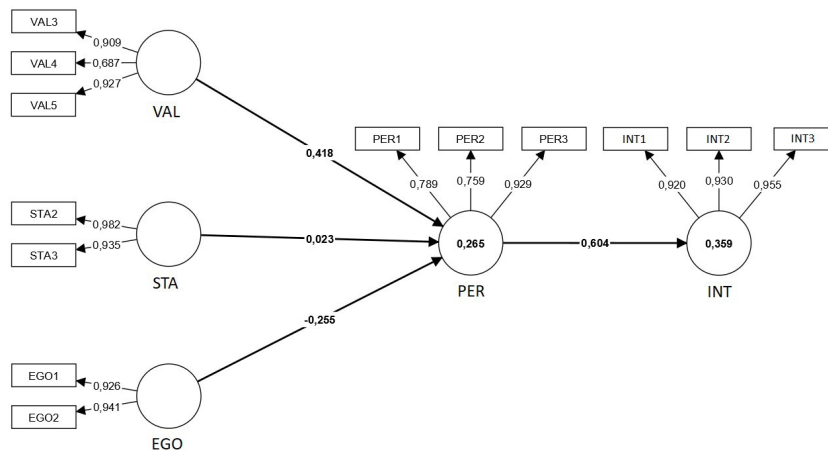 VAL3
0,909
VAL4
0,687
VAL5
0,927
VAL
0,418
PER1
PER2
PER3
0,789
0,759
0,929
INT1
INT2
INT3
0,920
0,930
0,955
STA2
0,982
STA3
0,935
STA
0,023
0,265
PER
0,604
0,359
INT
-0,255
EGO1
0,926
EGO2
0,941
EGO